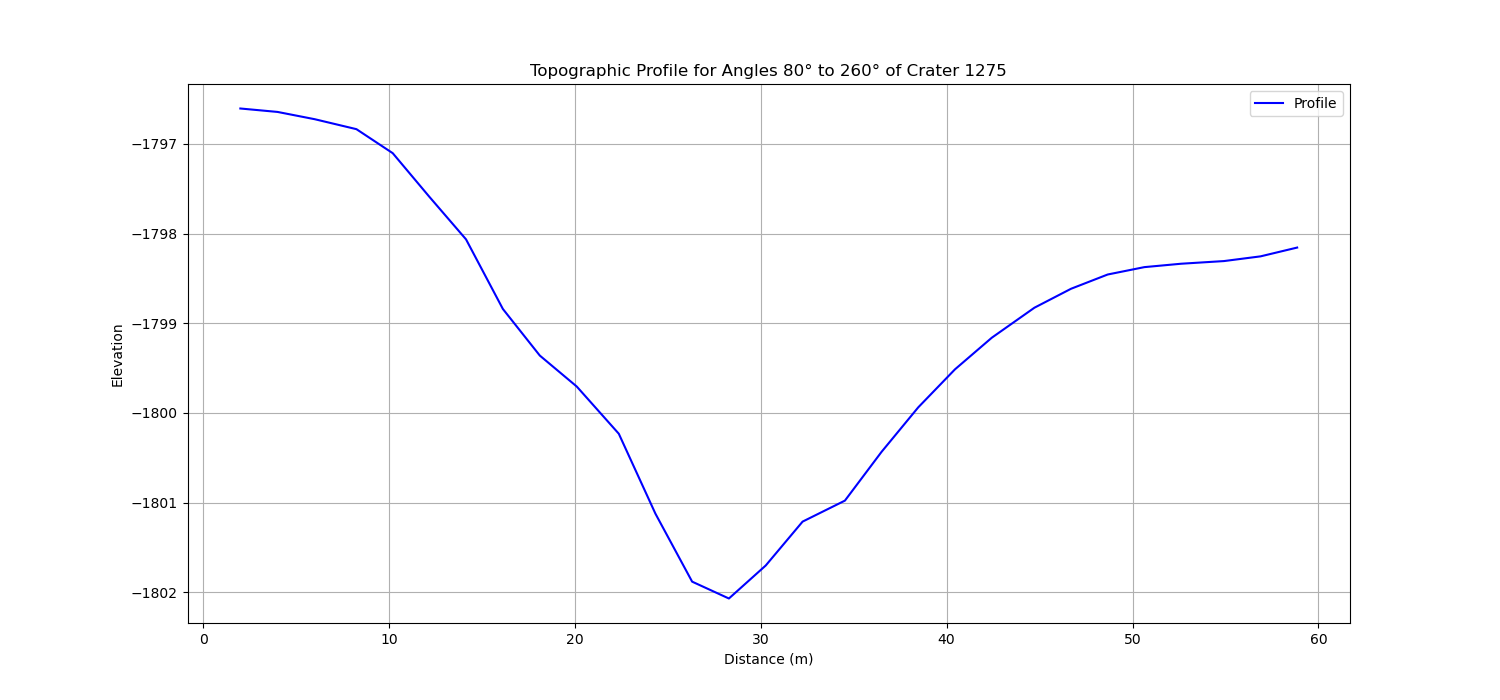 Topographic Profile for Angles 80° to 260° of Crater 1275
Profile
−1797
−1798
−1799
−1800
−1801
−1802
Elevation
0 10 20 30 40 50 60
Distance (m)